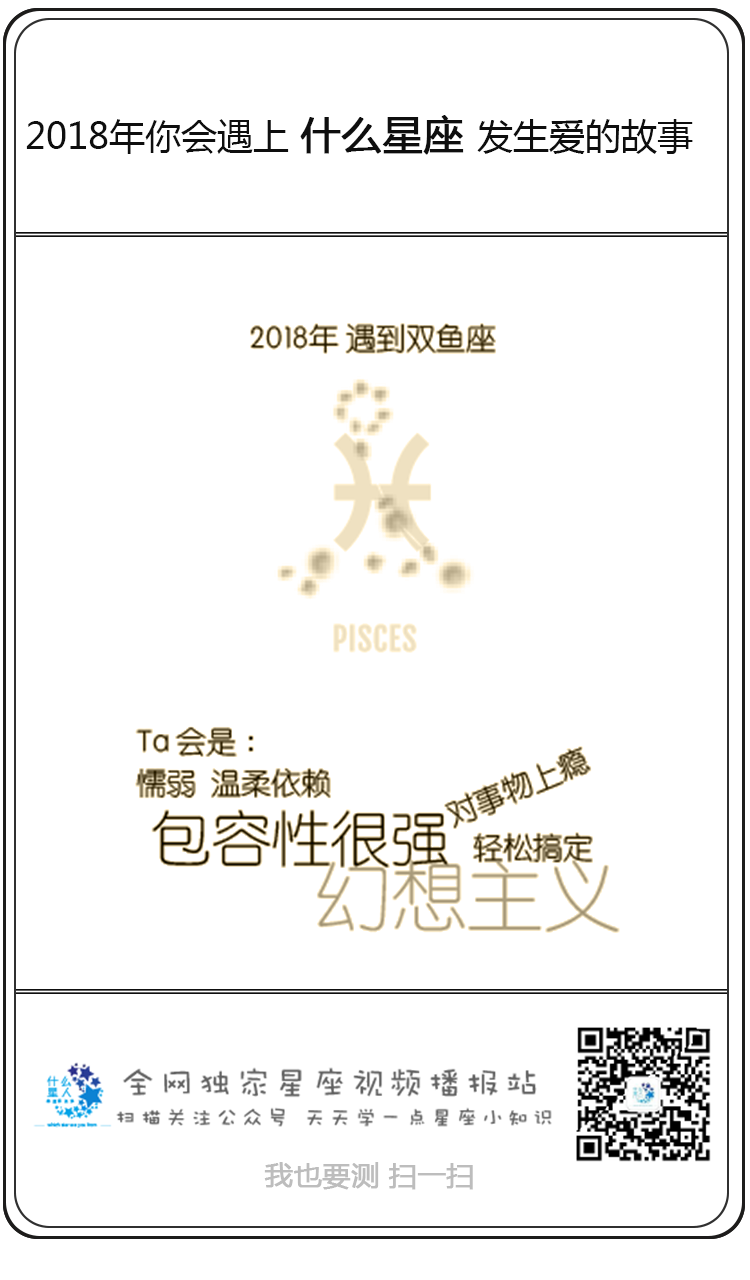 2018年你会遇上 什么星座 发生爱的故事
2018年 遇到双鱼座
PISCES
Ta 会是：
懦弱 温柔依赖
对事物上瘾
包容性很强
轻松搞定
幻想主义
什么
星人
全网独家星座视频播报站
扫描关注公众号 天天学一点星座小知识
我也要测 扫一扫